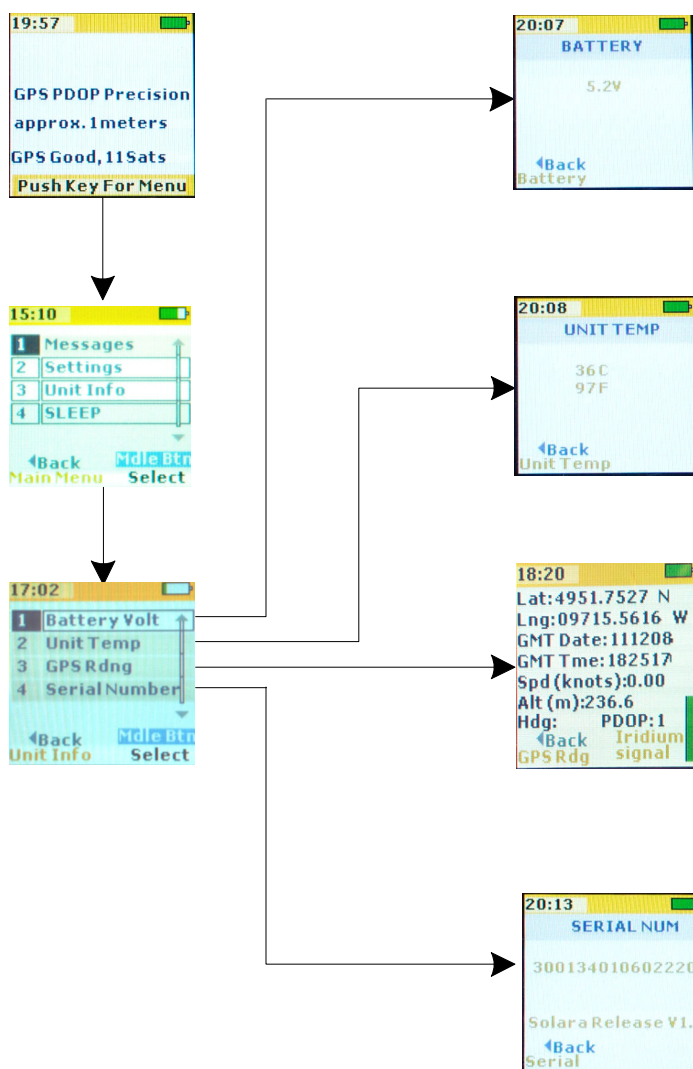 19:57
GPS PDOP Precision
approx.1meters
GPS Good,11Sats
Push Key For Menu
15:10
1 Messages
2 Settings
3 Unit Info
4 SLEEP
Back Mdle Btn
Main Menu Select
17:02
1 Battery Volt
2 Unit Temp
3 GPS Rdng
4 Serial Number
Back Mdle Btn
Unit Info Select
20:07
BATTERY
5.2V
Back
Battery
20:08
UNIT TEMP
36C
97F
Back
Unit Temp
18:20
Lat:4951.7527 N
Lng:09715.5616 W
GMT Date:111208
GMT Tme:182517
Spd (knots):0.00
Alt (m):236.6
Hdg: PDOP:1
Back Iridium
GPS Rdg signal
20:13
SERIAL NUM
300134010602220
Solara Release V1.
Back
Serial